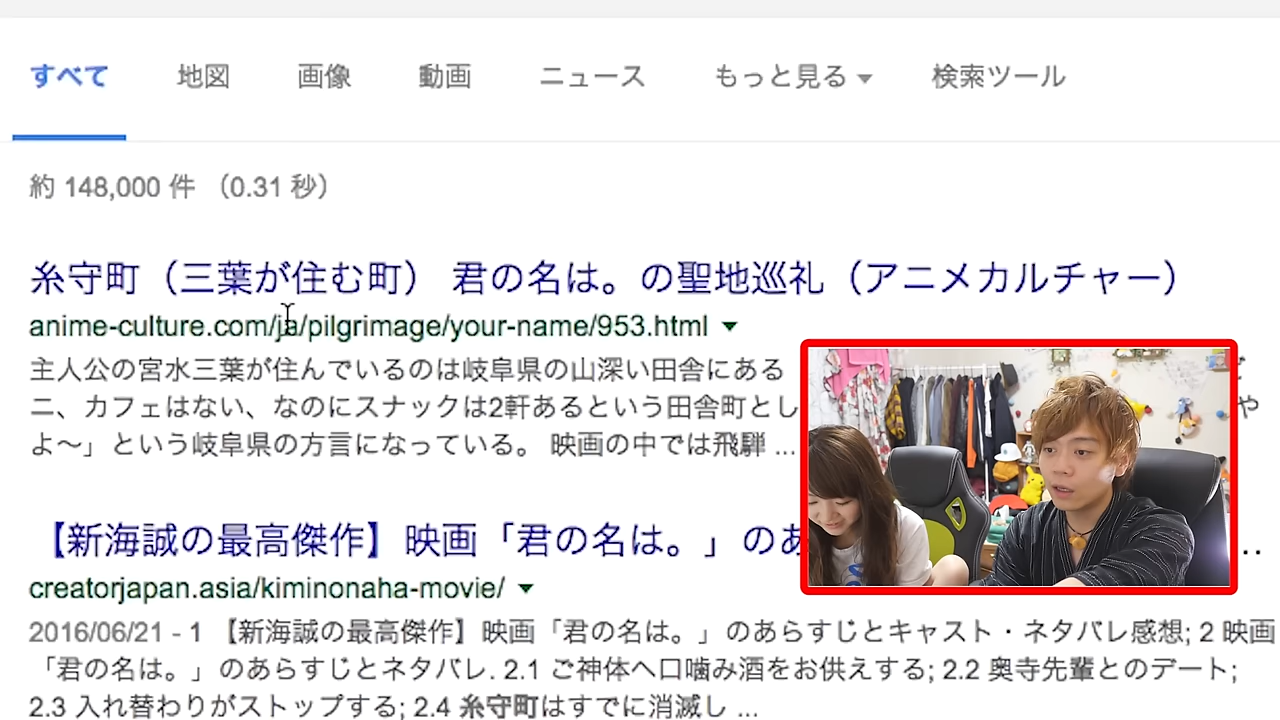 すべて 地図 画像 動画 ニュース もっと見る 検索ツール
約 148,000 件 （0.31 秒）
糸守町（三葉が住む町） 君の名は。の聖地巡礼（アニメカルチャー）
anime-culture.com/ja/pilgrimage/your-name/953.html
主人公の宮水三葉が住んでいるのは岐阜県の山深い田舎にある
ニ、カフェはない、なのにスナックは2軒あるという田舎町とし や
よ〜」という岐阜県の方言になっている。 映画の中では飛騨 ...
【新海誠の最高傑作】映画「君の名は。」のあ ...
creatorjapan.asia/kiminonaha-movie/
2016/06/21 - 1 【新海誠の最高傑作】映画「君の名は。」のあらすじとキャスト・ネタバレ感想; 2 映画
「君の名は。」のあらすじとネタバレ. 2.1 ご神体へ口噛み酒をお供えする; 2.2 奥寺先輩とのデート;
2.3 入れ替わりがストップする; 2.4 糸守町はすでに消滅し ...